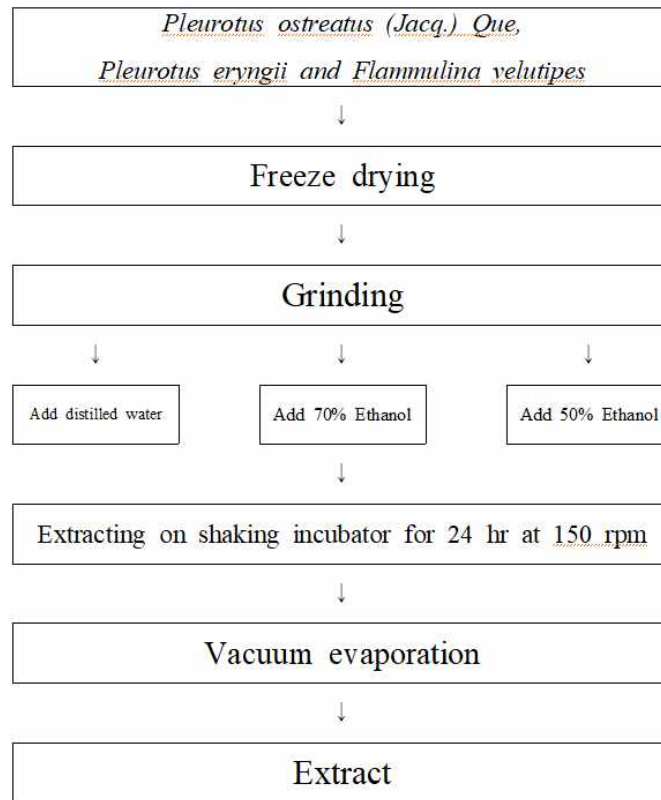 Pleurotus ostreatus (Jacq.) Que,
Pleurotus eryngii and Flammulina velutipes
↓
Freeze drying
↓
Grinding
↓ ↓ ↓
Add distilled water Add 70% Ethanol Add 50% Ethanol
↓
Extracting on shaking incubator for 24 hr at 150 rpm
↓
Vacuum evaporation
↓
Extract